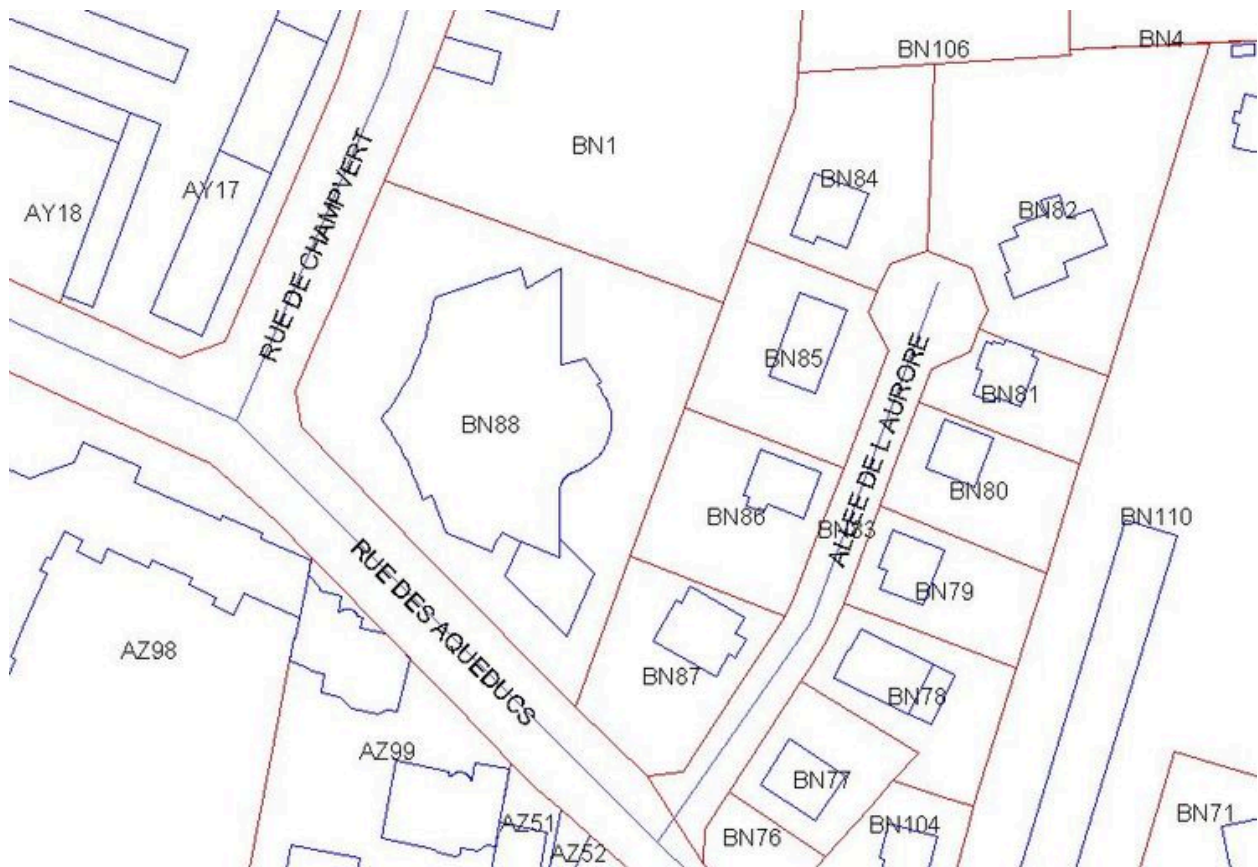 BN106
BN4
BN1
AY17
AY18
BN84
BN82
RUE DE CHAMPVERT
BN85
BN81
ALLEE DE L AURORE
BN88
BN80
BN86
BN83
BN110
RUE DES AQUEDUCS
BN79
AZ98
BN87
BN78
AZ99
BN77
AZ51
AZ52
BN76
BN104
BN71